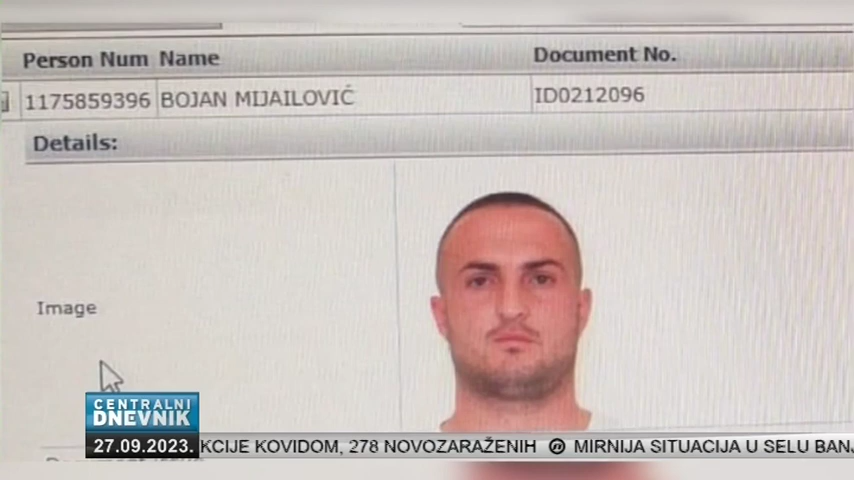 Person Num Name Document No.
1175859396 BOJAN MIJAILOVIĆ ID0212096
Details:
Image
CENTRALNI
DNEVNIK
27.09.2023. KCIJE KOVIDOM, 278 NOVOZARAŽENIH MIRNIJA SITUACIJA U SELU BANJ